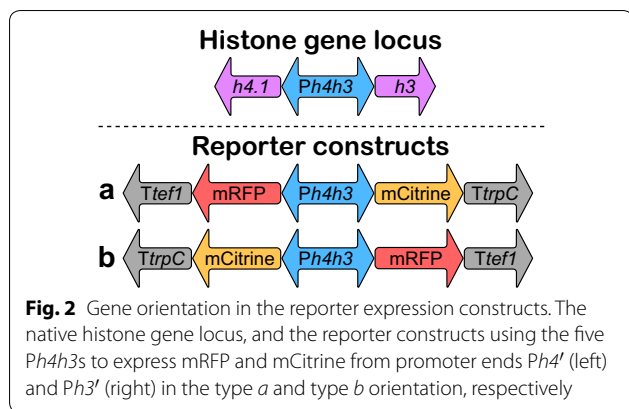 Histone gene locus
h4.1 Ph4h3 h3
Reporter constructs
a Ttef1 mRFP Ph4h3 mCitrine TtrpC
b TtrpC mCitrine Ph4h3 mRFP Ttef1
Fig. 2 Gene orientation in the reporter expression constructs. The
native histone gene locus, and the reporter constructs using the five
Ph4h3s to express mRFP and mCitrine from promoter ends Ph4′ (left)
and Ph3′ (right) in the type a and type b orientation, respectively